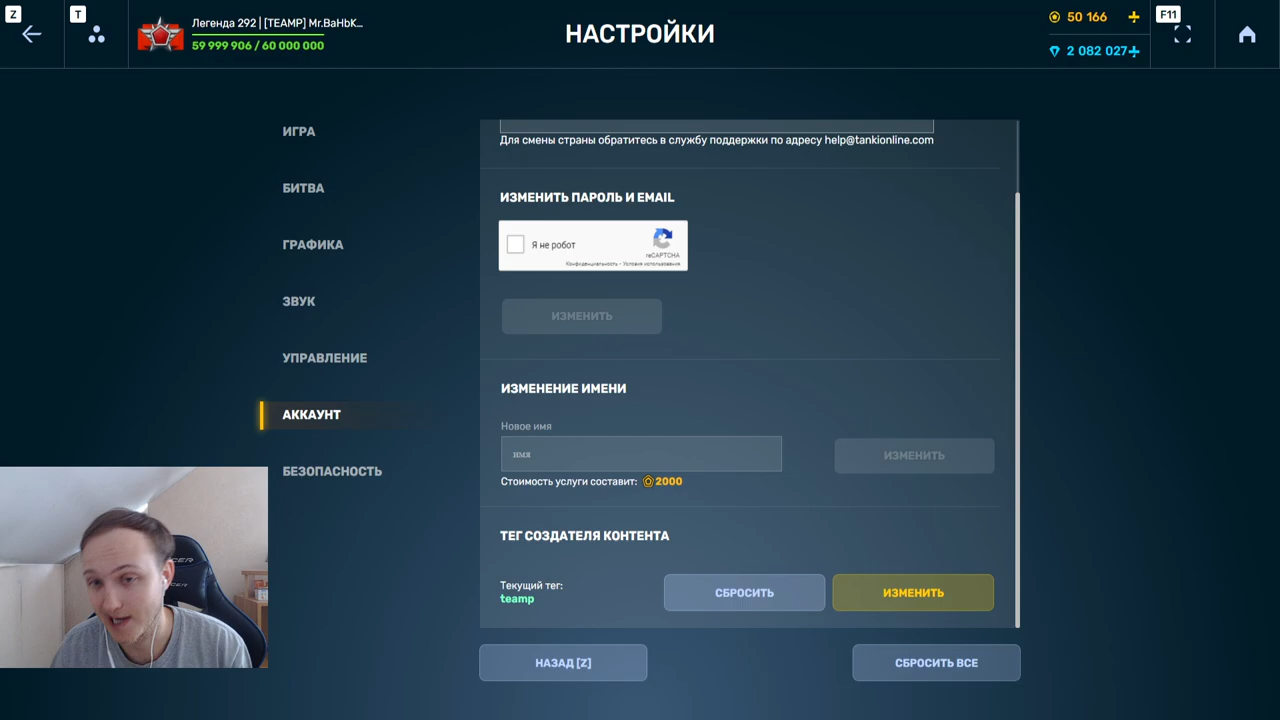 Z
T
Легенда 292 | [TEAMP] Mr.BaHbK...
59 999 906 / 60 000 000
НАСТРОЙКИ
50 166
2 082 027
F11
ИГРА
БИТВА
ГРАФИКА
ЗВУК
УПРАВЛЕНИЕ
АККАУНТ
БЕЗОПАСНОСТЬ
Для смены страны обратитесь в службу поддержки по адресу help@tankionline.com
ИЗМЕНИТЬ ПАРОЛЬ И EMAIL
Я не робот
reCAPTCHA
Конфиденциальность - Условия использования
ИЗМЕНИТЬ
ИЗМЕНЕНИЕ ИМЕНИ
Новое имя
имя
ИЗМЕНИТЬ
Стоимость услуги составит: 2000
ТЕГ СОЗДАТЕЛЯ КОНТЕНТА
Текущий тег:
teamp
СБРОСИТЬ
ИЗМЕНИТЬ
НАЗАД [Z]
СБРОСИТЬ ВСЕ